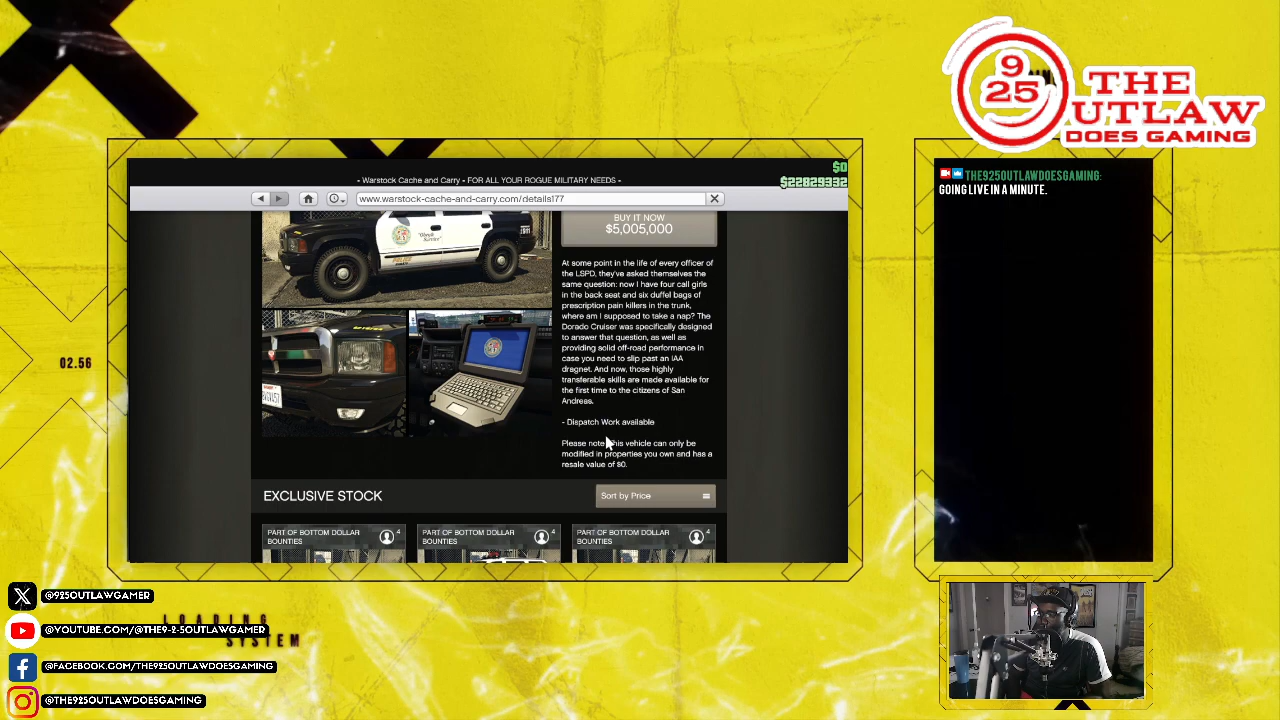 9
25
THE
OUTLAW
DOES GAMING
$0
$22829332
- Warstock Cache and Carry - FOR ALL YOUR ROGUE MILITARY NEEDS -
www.warstock-cache-and-carry.com/details177
BUY IT NOW
$5,005,000
At some point in the life of every officer of
the LSPD, they've asked themselves the
same question: now I have four call girls
in the back seat and six duffel bags of
prescription pain killers in the trunk,
where am I supposed to take a nap? The
Dorado Cruiser was specifically designed
to answer that question, as well as
providing solid off-road performance in
case you need to slip past an IAA
dragnet. And now, those highly
transferable skills are made available for
the first time to the citizens of San
Andreas.
- Dispatch Work available
Please note this vehicle can only be
modified in properties you own and has a
resale value of $0.
EXCLUSIVE STOCK
Sort by Price
PART OF BOTTOM DOLLAR
BOUNTIES
4
PART OF BOTTOM DOLLAR
BOUNTIES
4
PART OF BOTTOM DOLLAR
BOUNTIES
4
THE925OUTLAWDOESGAMING:
GOING LIVE IN A MINUTE.
02.56
LOADING
SYSTEM
@925OUTLAWGAMER
@YOUTUBE.COM/@THE9-2-5OUTLAWGAMER
@FACEBOOK.COM/THE925OUTLAWDOESGAMING
@THE925OUTLAWDOESGAMING